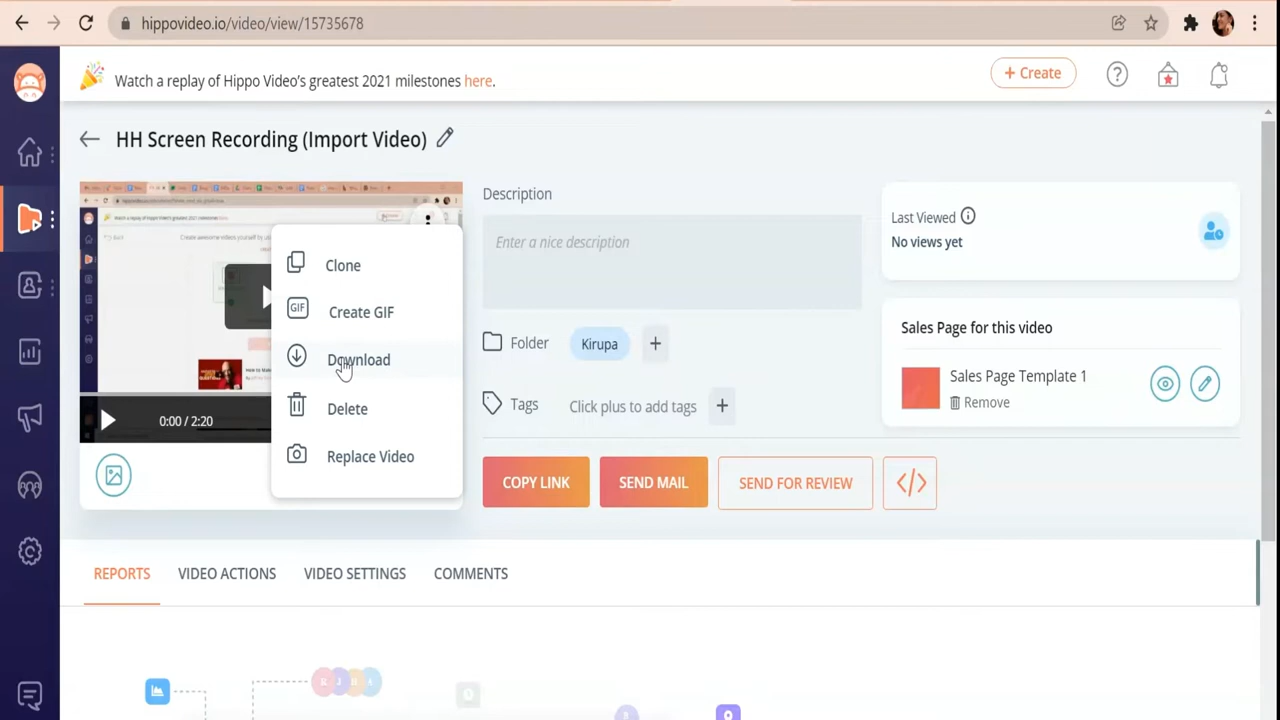 hippovideo.io/video/view/15735678
Watch a replay of Hippo Video's greatest 2021 milestones here.
+ Create
HH Screen Recording (Import Video)
Clone
GIF Create GIF
Download
Delete
Replace Video
0:00 / 2:20
Description
Enter a nice description
Folder Kirupa +
Tags Click plus to add tags +
Last Viewed
No views yet
Sales Page for this video
Sales Page Template 1
Remove
COPY LINK SEND MAIL SEND FOR REVIEW </>
REPORTS VIDEO ACTIONS VIDEO SETTINGS COMMENTS